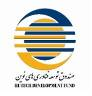 صندوق توسعه فناوری های نوین
HI-TECH DEVELOPMENT FUND